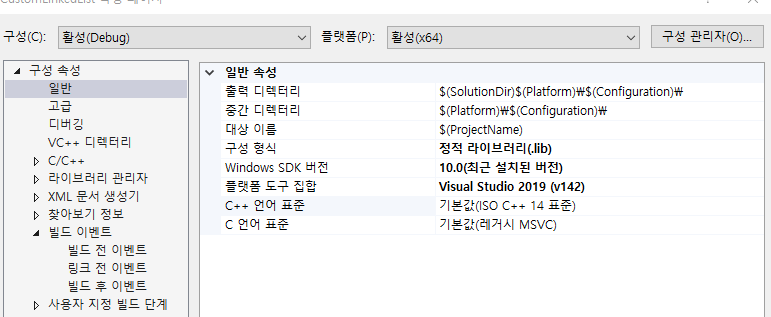 CustomLinkedList 속성 페이지
구성(C): 활성(Debug) 플랫폼(P): 활성(x64) 구성 관리자(O)...
구성 속성
일반
고급
디버깅
VC++ 디렉터리
C/C++
라이브러리 관리자
XML 문서 생성기
찾아보기 정보
빌드 이벤트
빌드 전 이벤트
링크 전 이벤트
빌드 후 이벤트
사용자 지정 빌드 단계
일반 속성
출력 디렉터리 $(SolutionDir)$(Platform)₩$(Configuration)₩
중간 디렉터리 $(Platform)₩$(Configuration)₩
대상 이름 $(ProjectName)
구성 형식 정적 라이브러리(.lib)
Windows SDK 버전 10.0(최근 설치된 버전)
플랫폼 도구 집합 Visual Studio 2019 (v142)
C++ 언어 표준 기본값(ISO C++ 14 표준)
C 언어 표준 기본값(레거시 MSVC)